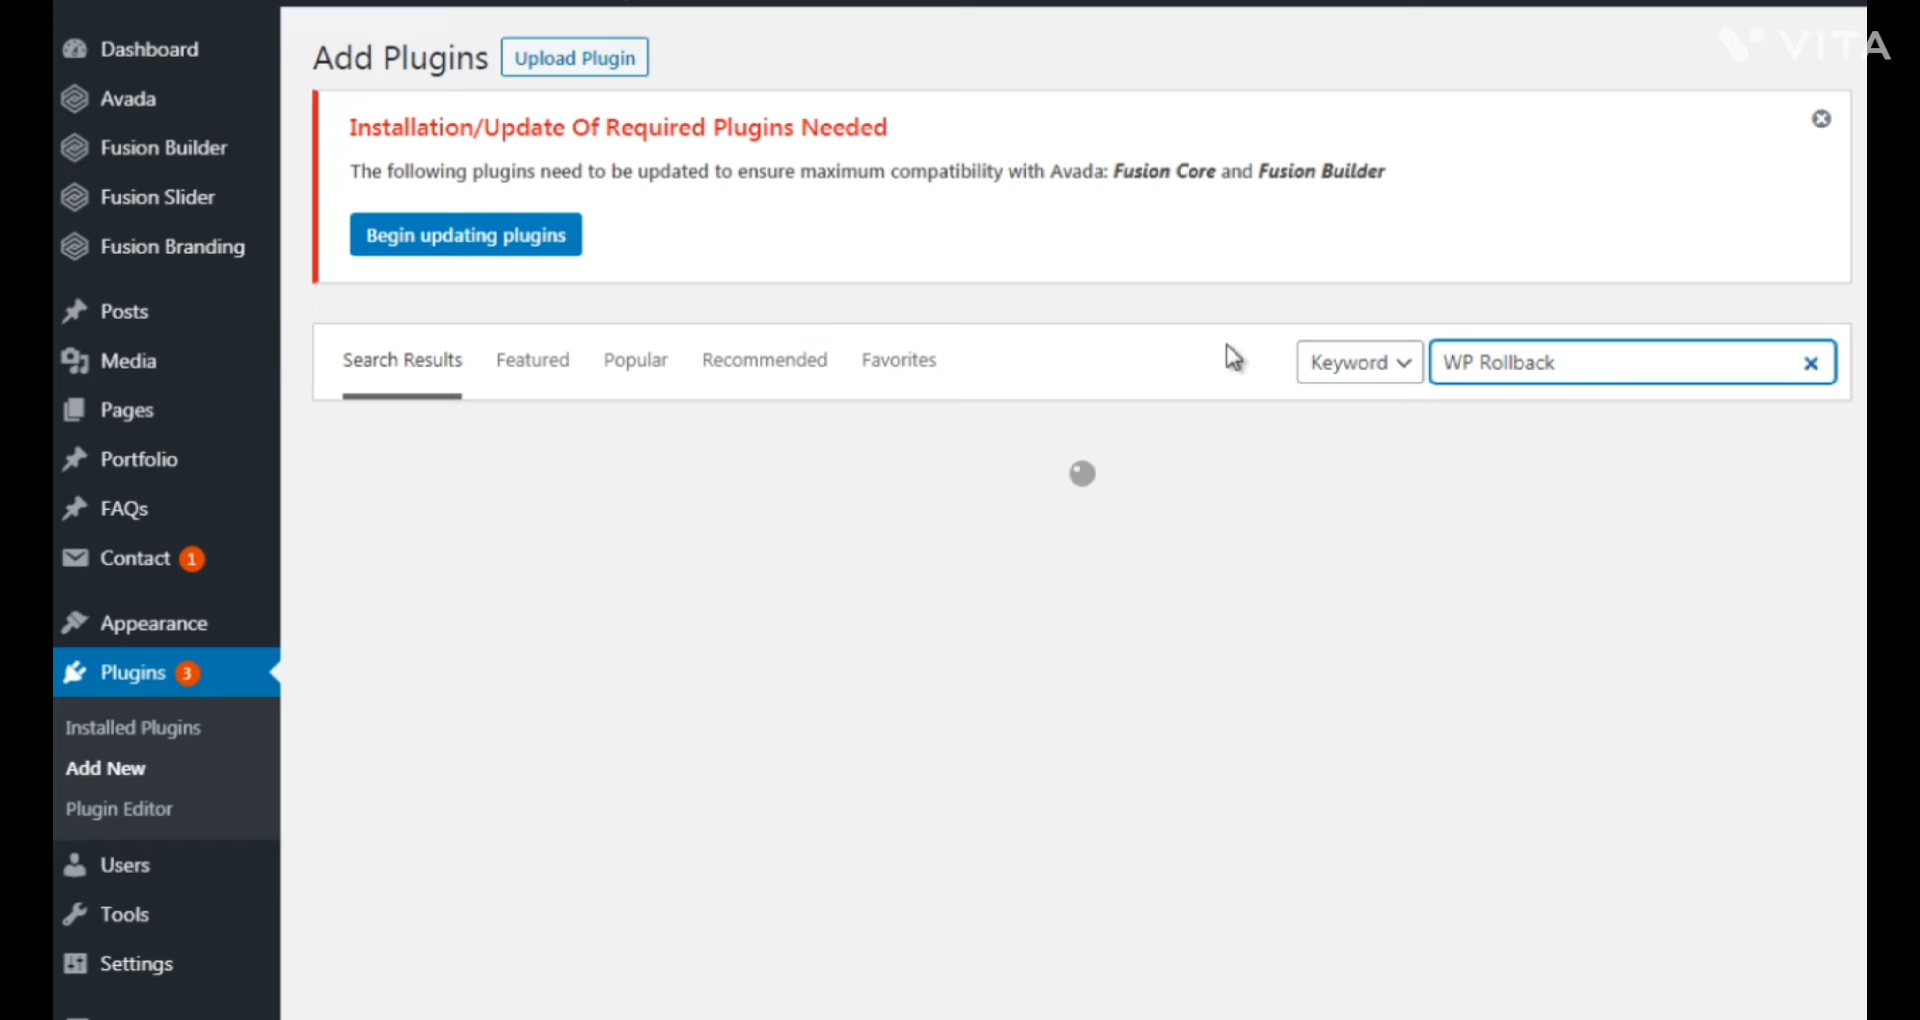 Dashboard
Avada
Fusion Builder
Fusion Slider
Fusion Branding
Posts
Media
Pages
Portfolio
FAQs
Contact 1
Appearance
Plugins 3
Installed Plugins
Add New
Plugin Editor
Users
Tools
Settings
Add Plugins Upload Plugin
VITA
Installation/Update Of Required Plugins Needed
The following plugins need to be updated to ensure maximum compatibility with Avada: Fusion Core and Fusion Builder
Begin updating plugins
Search Results Featured Popular Recommended Favorites Keyword WP Rollback